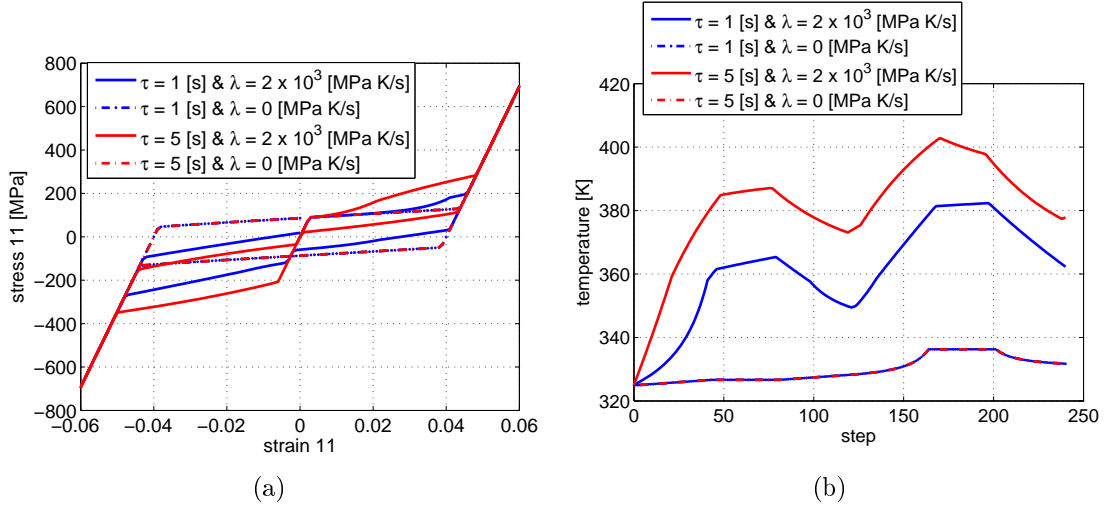 τ = 1 [s] & λ = 2 x 10³ [MPa K/s]
τ = 1 [s] & λ = 0 [MPa K/s]
τ = 5 [s] & λ = 2 x 10³ [MPa K/s]
τ = 5 [s] & λ = 0 [MPa K/s]
800
600
400
200
0
−200
−400
−600
−800
stress 11 [MPa]
−0.06 −0.04 −0.02 0 0.02 0.04 0.06
strain 11
(a)
τ = 1 [s] & λ = 2 x 10³ [MPa K/s]
τ = 1 [s] & λ = 0 [MPa K/s]
τ = 5 [s] & λ = 2 x 10³ [MPa K/s]
τ = 5 [s] & λ = 0 [MPa K/s]
420
400
380
360
340
320
temperature [K]
0 50 100 150 200 250
step
(b)